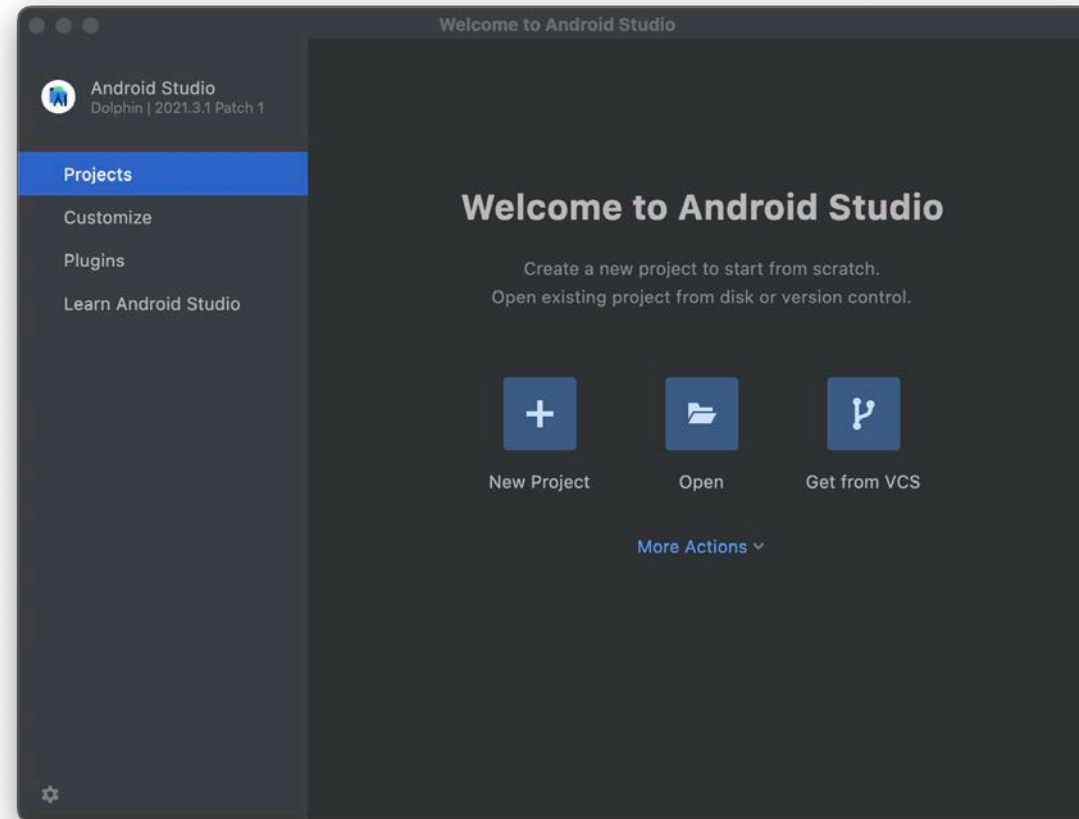 Welcome to Android Studio
Android Studio
Dolphin | 2021.3.1 Patch 1
Projects
Customize
Plugins
Learn Android Studio
Welcome to Android Studio
Create a new project to start from scratch.
Open existing project from disk or version control.
New Project
Open
Get from VCS
More Actions